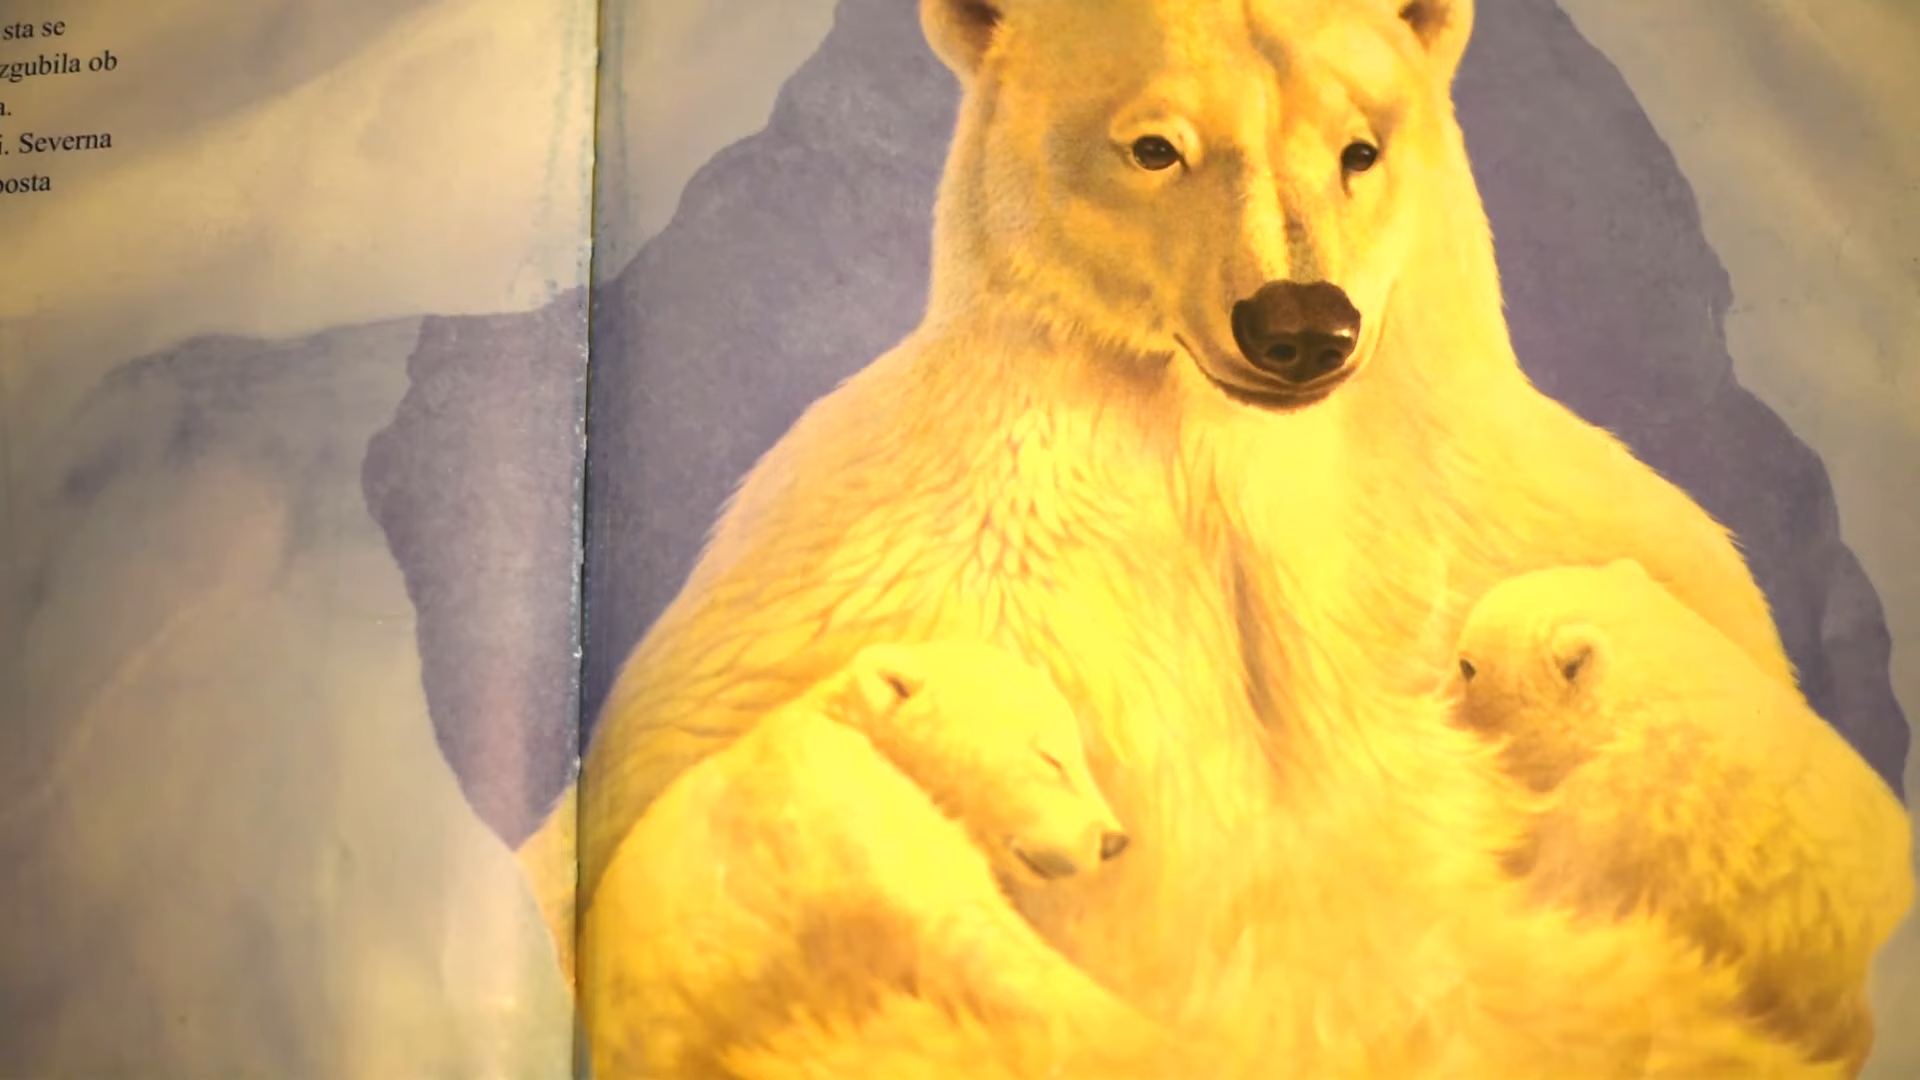 sta se
zgubila ob
a.
i. Severna
posta